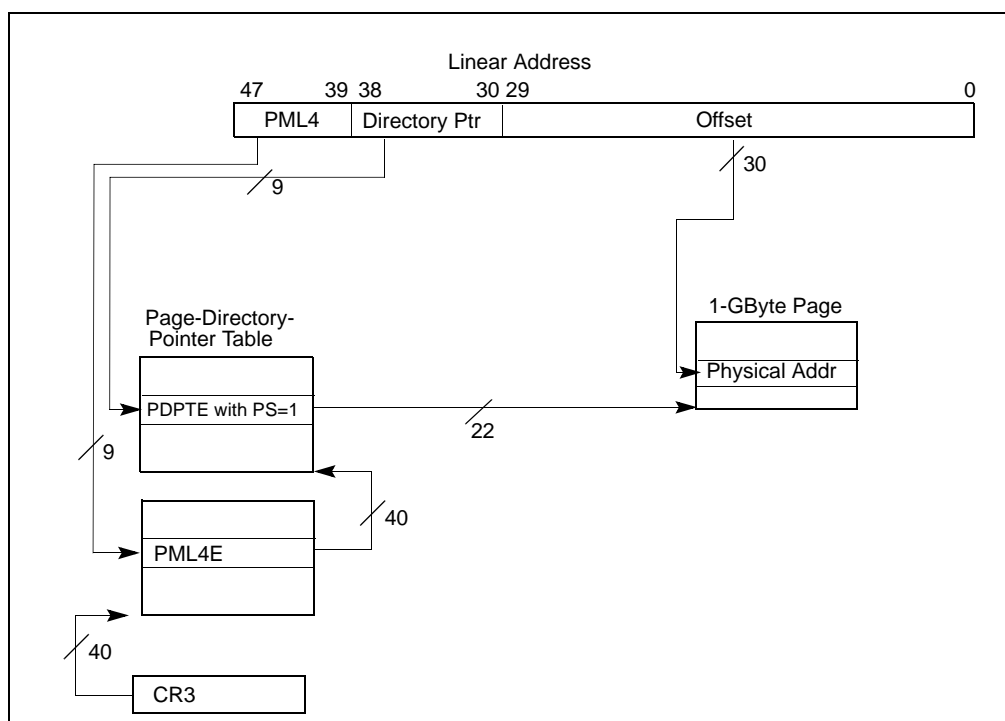 Linear Address
47 39 38 30 29 0
PML4 Directory Ptr Offset
9 30
Page-Directory-
Pointer Table
1-GByte Page
Physical Addr
PDPTE with PS=1
22
9
40
PML4E
40
CR3